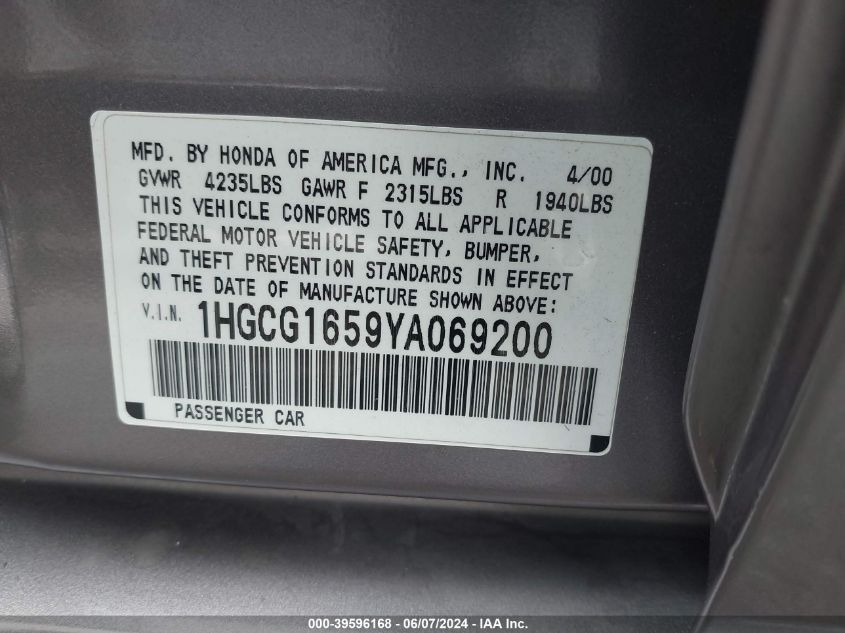 MFD. BY HONDA OF AMERICA MFG., INC. 4/00
GVWR 4235LBS GAWR F 2315LBS R 1940LBS
THIS VEHICLE CONFORMS TO ALL APPLICABLE
FEDERAL MOTOR VEHICLE SAFETY, BUMPER,
AND THEFT PREVENTION STANDARDS IN EFFECT
ON THE DATE OF MANUFACTURE SHOWN ABOVE:
V.I.N. 1HGCG1659YA069200
PASSENGER CAR
000-39596168 - 06/07/2024 - IAA Inc.